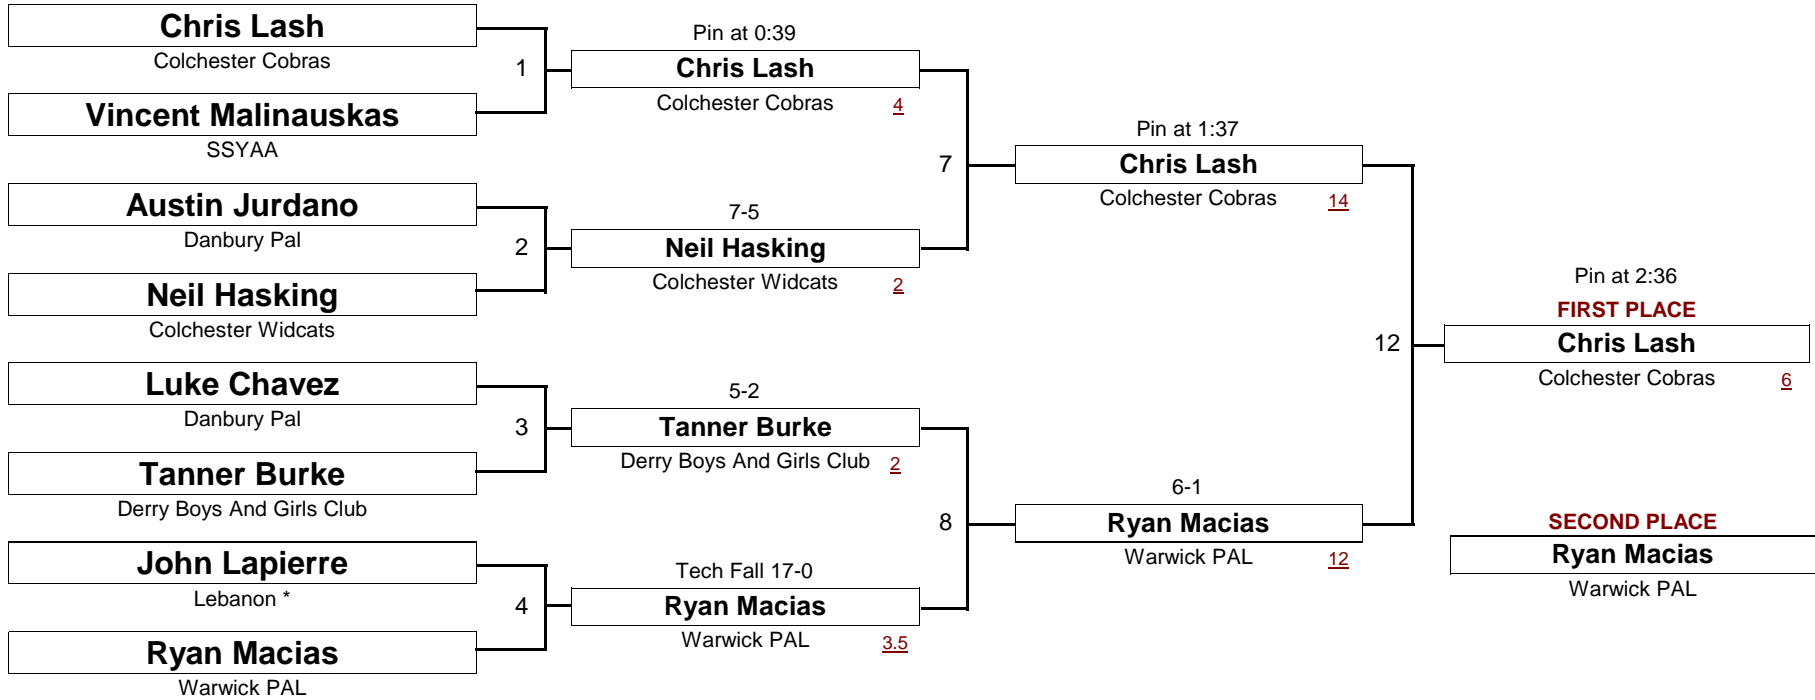 Chris Lash
Colchester Cobras
1
Vincent Malinauskas
SSYAA
Austin Jurdano
Danbury Pal
2
Neil Hasking
Colchester Widcats
Luke Chavez
Danbury Pal
3
Tanner Burke
Derry Boys And Girls Club
John Lapierre
Lebanon *
4
Ryan Macias
Warwick PAL
Pin at 0:39
Chris Lash
Colchester Cobras 4
7
7-5
Neil Hasking
Colchester Widcats 2
5-2
Tanner Burke
Derry Boys And Girls Club 2
8
Tech Fall 17-0
Ryan Macias
Warwick PAL 3.5
Pin at 1:37
Chris Lash
Colchester Cobras 14
12
6-1
Ryan Macias
Warwick PAL 12
Pin at 2:36
FIRST PLACE
Chris Lash
Colchester Cobras 6
SECOND PLACE
Ryan Macias
Warwick PAL